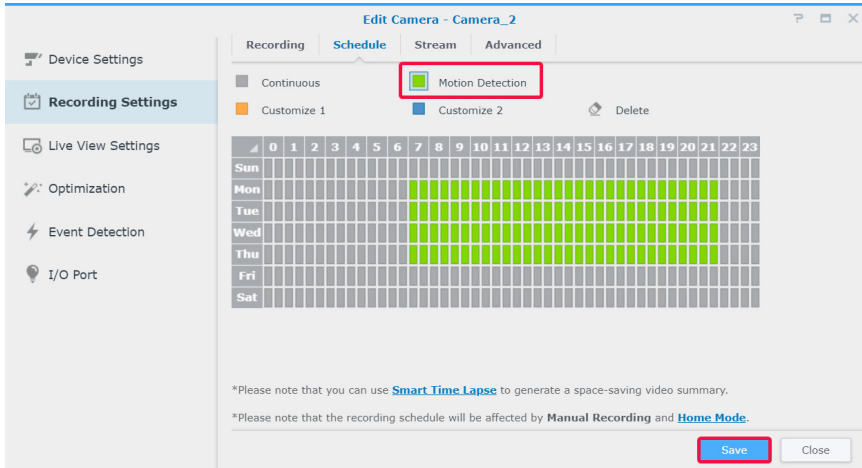 Edit Camera - Camera_2
Device Settings
Recording Settings
Live View Settings
Optimization
Event Detection
I/O Port
Recording Schedule Stream Advanced
Continuous Motion Detection
Customize 1 Customize 2 Delete
0 1 2 3 4 5 6 7 8 9 10 11 12 13 14 15 16 17 18 19 20 21 22 23
Sun
Mon
Tue
Wed
Thu
Fri
Sat
*Please note that you can use Smart Time Lapse to generate a space-saving video summary.
*Please note that the recording schedule will be affected by Manual Recording and Home Mode.
Save Close